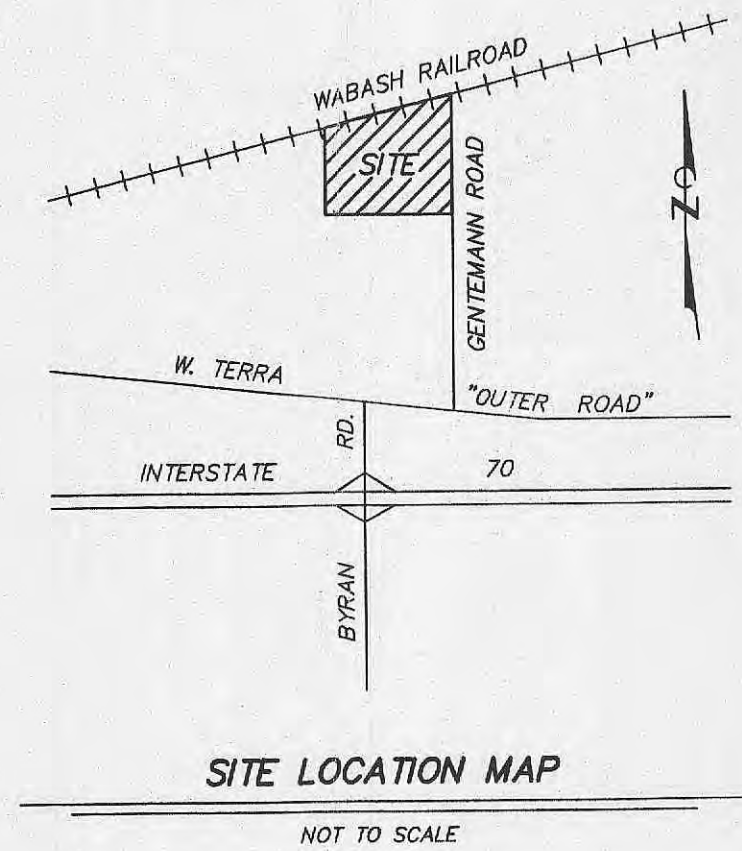 WABASH RAILROAD
SITE
GENTEMANN ROAD
N
W. TERRA
"OUTER ROAD"
RD.
INTERSTATE 70
BYRAN
SITE LOCATION MAP
NOT TO SCALE